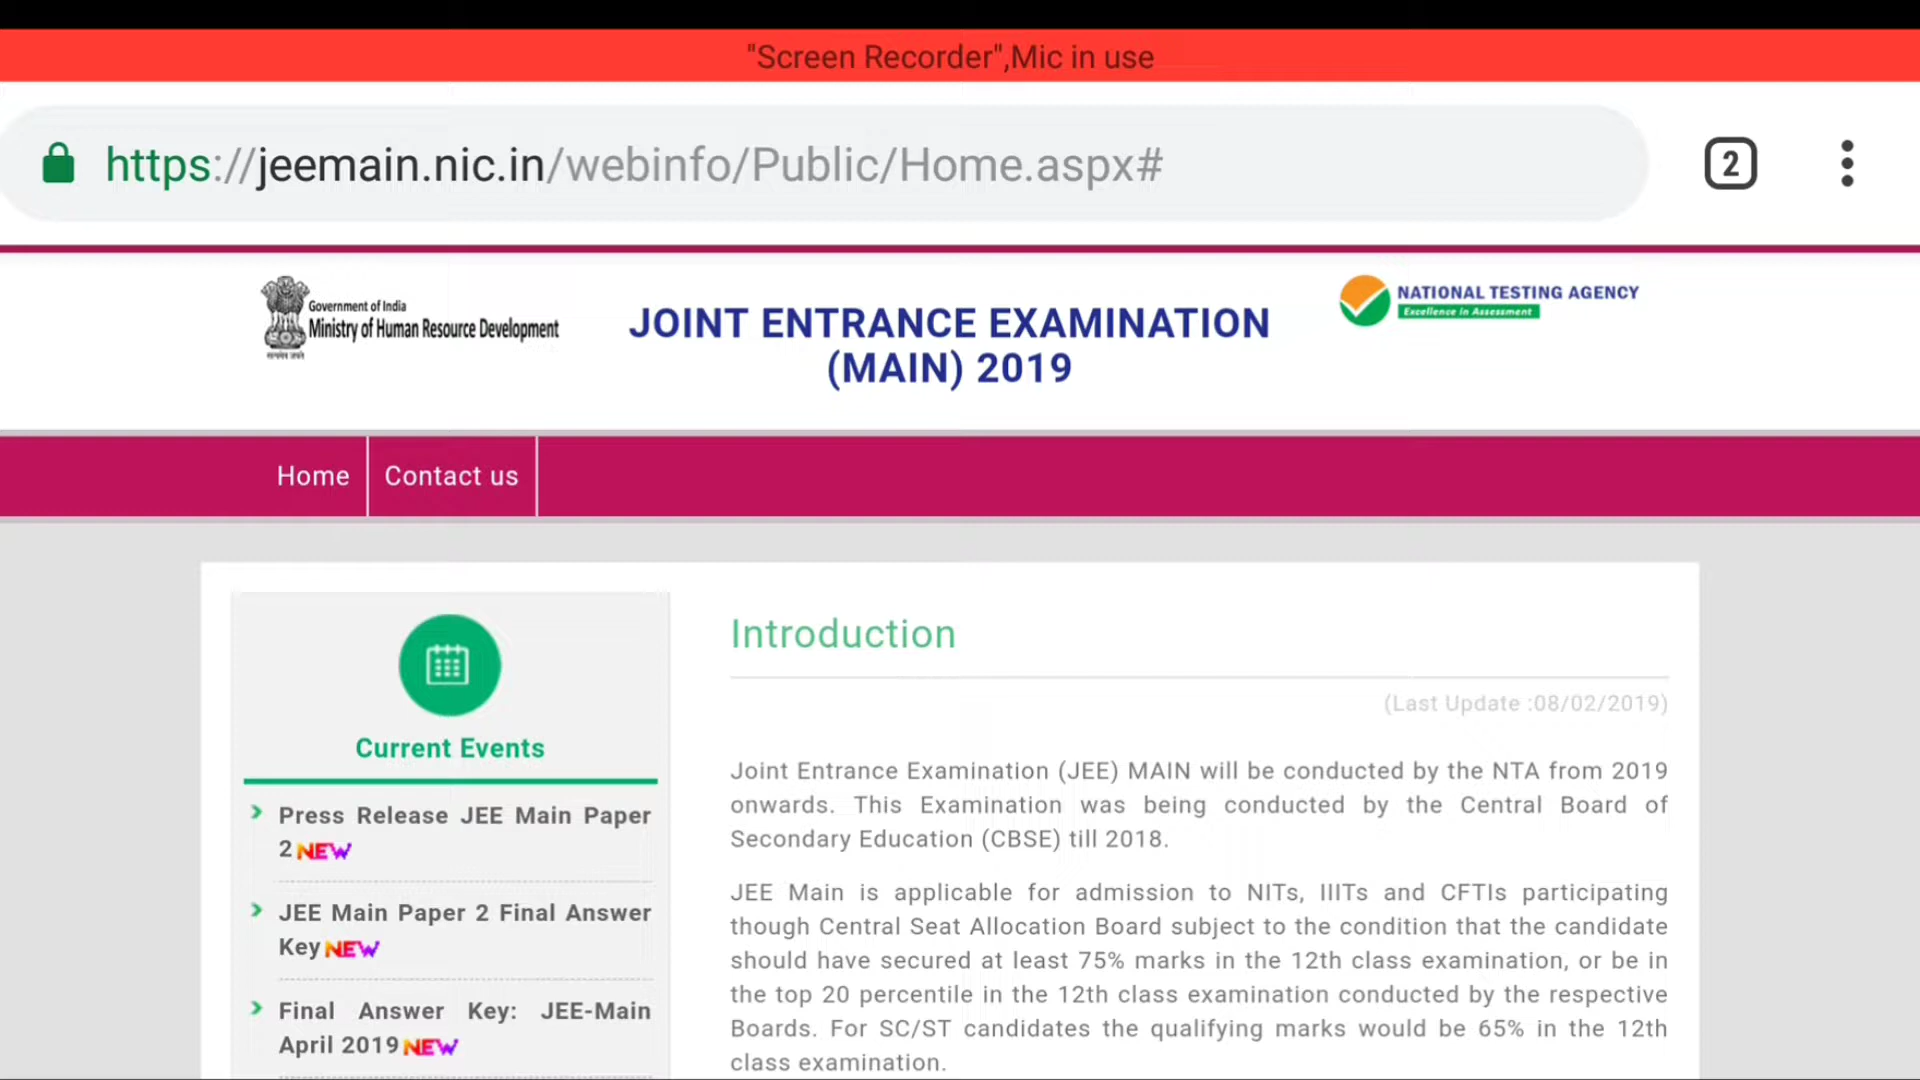 "Screen Recorder",Mic in use
https://jeemain.nic.in/webinfo/Public/Home.aspx#
2
Government of India
Ministry of Human Resource Development
सत्यमेव जयते
JOINT ENTRANCE EXAMINATION
(MAIN) 2019
NATIONAL TESTING AGENCY
Excellence in Assessment
Home
Contact us
Current Events
Press Release JEE Main Paper
2 NEW
JEE Main Paper 2 Final Answer
Key NEW
Final Answer Key: JEE-Main
April 2019 NEW
Introduction
(Last Update :08/02/2019)
Joint Entrance Examination (JEE) MAIN will be conducted by the NTA from 2019
onwards. This Examination was being conducted by the Central Board of
Secondary Education (CBSE) till 2018.
JEE Main is applicable for admission to NITs, IIITs and CFTIs participating
though Central Seat Allocation Board subject to the condition that the candidate
should have secured at least 75% marks in the 12th class examination, or be in
the top 20 percentile in the 12th class examination conducted by the respective
Boards. For SC/ST candidates the qualifying marks would be 65% in the 12th
class examination.